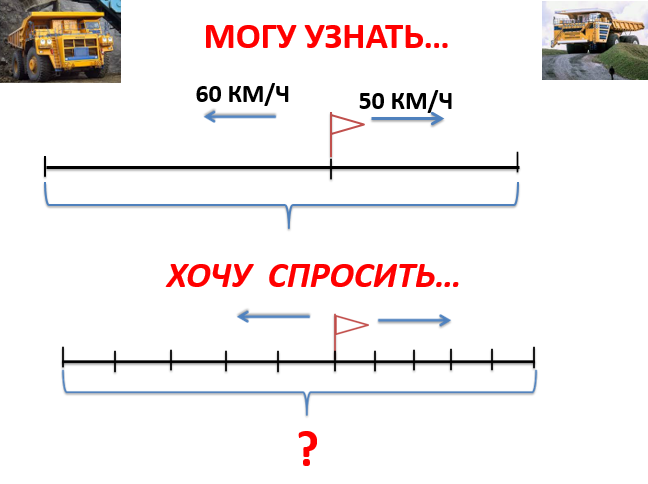 МОГУ УЗНАТЬ...
60 КМ/Ч
50 КМ/Ч
ХОЧУ СПРОСИТЬ...
?